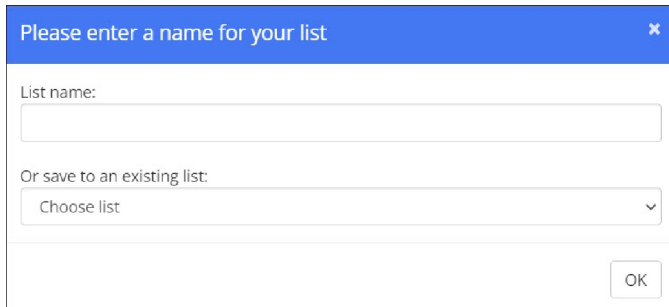 Please enter a name for your list ×
List name:
Or save to an existing list:
Choose list
OK